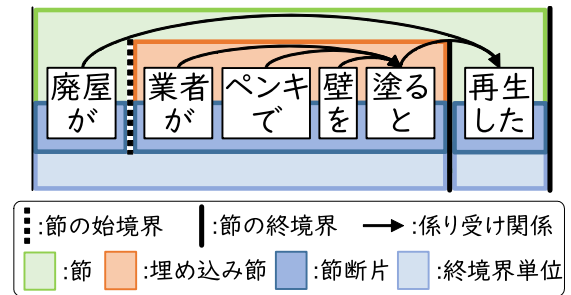 廃屋が
業者が
ペンキで
壁を
塗ると
再生した
:節の始境界 :節の終境界 :係り受け関係
:節 :埋め込み節 :節断片 :終境界単位